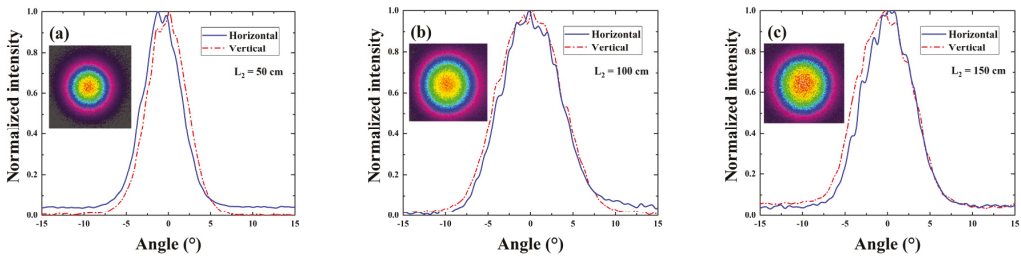 (a)
Horizontal
Vertical
L₂ = 50 cm
Normalized intensity
1.0
0.8
0.6
0.4
0.2
0.0
-15 -10 -5 0 5 10 15
Angle (°)
(b)
Horizontal
Vertical
L₂ = 100 cm
Normalized intensity
1.0
0.8
0.6
0.4
0.2
0.0
-15 -10 -5 0 5 10 15
Angle (°)
(c)
Horizontal
Vertical
L₂ = 150 cm
Normalized intensity
1.0
0.8
0.6
0.4
0.2
0.0
-15 -10 -5 0 5 10 15
Angle (°)